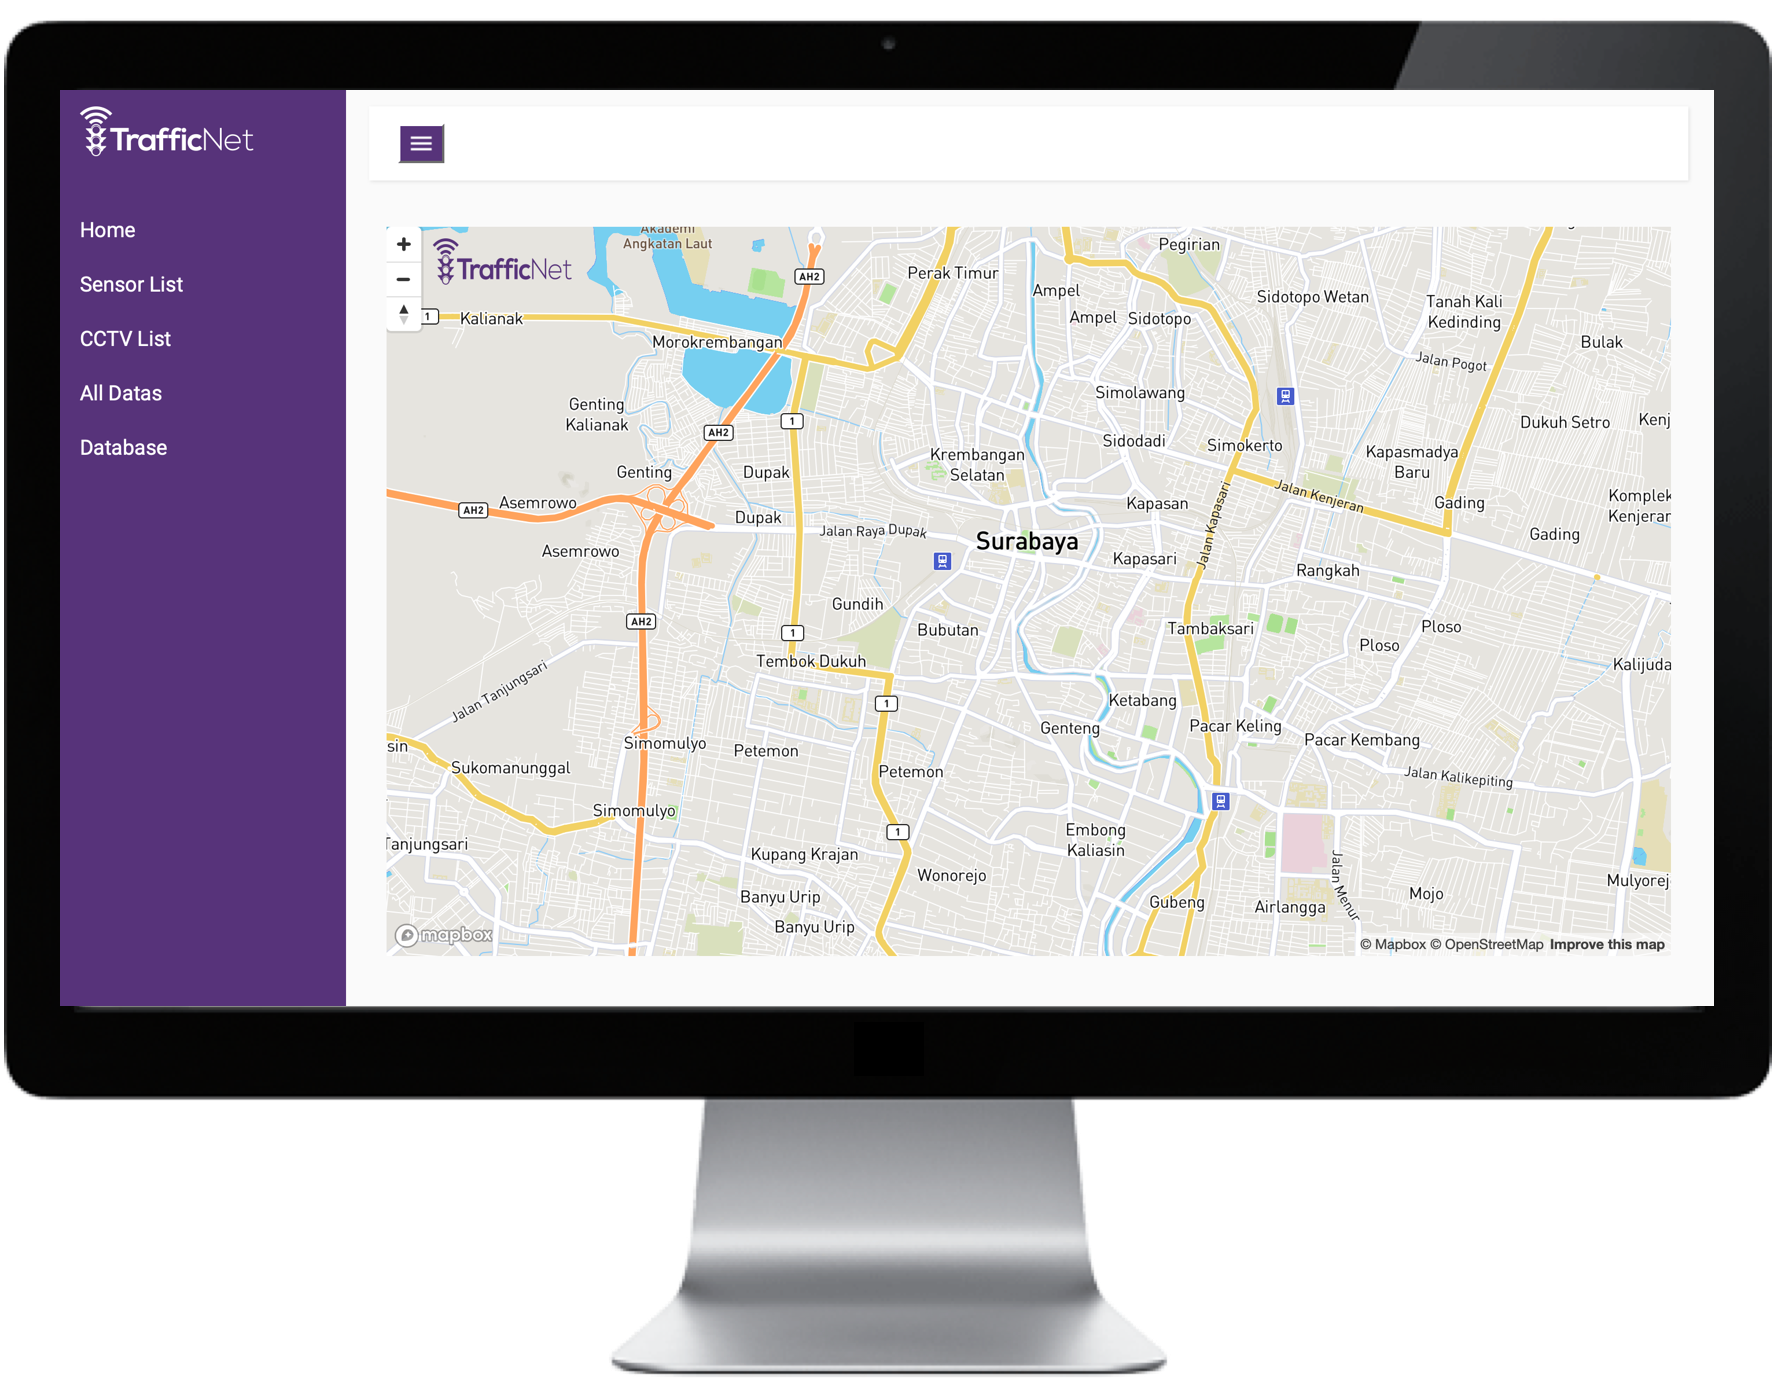 TrafficNet
Home
Sensor List
CCTV List
All Datas
Database
+
−
TrafficNet
Akademi
Angkatan Laut
AH2
Perak Timur
Pegirian
Ampel
Ampel
Sidotopo
Sidotopo Wetan
Tanah Kali
Kedinding
1
Kalianak
Morokrembangan
Bulak
Jalan Pogot
Simolawang
Genting
Kalianak
AH2
1
Dukuh Setro
Kenj
Sidodadi
Simokerto
Krembangan
Selatan
Kapasmadya
Baru
Genting
Dupak
AH2
Asemrowo
Kapasan
Jalan Kapasari
Jalan Kenjeran
Gading
Komplek
Kenjeran
Dupak
Jalan Raya Dupak
Surabaya
Gading
Asemrowo
Kapasari
Rangkah
Gundih
AH2
1
Bubutan
Tambaksari
Ploso
Ploso
Tembok Dukuh
Kalijuda
Jalan Tanjungsari
1
Ketabang
Genteng
Pacar Keling
Pacar Kembang
sin
Simomulyo
Petemon
Sukomanunggal
Petemon
Jalan Kalikepiting
Simomulyo
1
Embong
Kaliasin
Tanjungsari
Kupang Krajan
Wonorejo
Jalan Menur
Mulyorej
Mojo
Banyu Urip
Gubeng
Airlangga
Banyu Urip
mapbox
© Mapbox © OpenStreetMap Improve this map